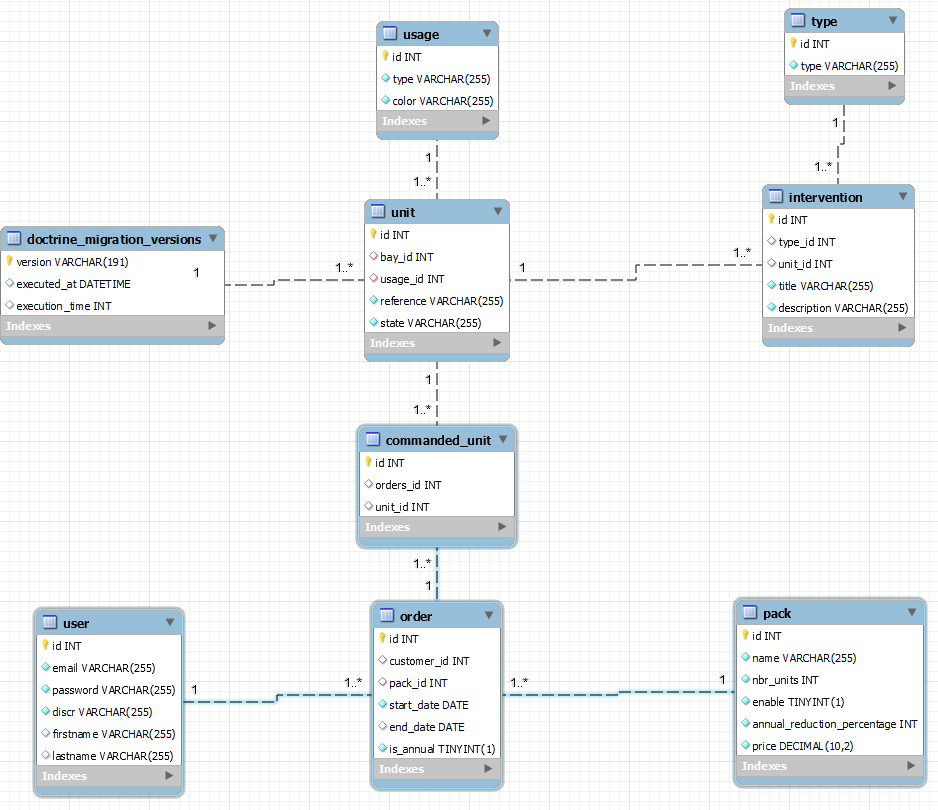 usage
id INT
type VARCHAR(255)
color VARCHAR(255)
Indexes
type
id INT
type VARCHAR(255)
Indexes
1
1..*
1
1..*
unit
id INT
bay_id INT
usage_id INT
reference VARCHAR(255)
state VARCHAR(255)
Indexes
intervention
id INT
type_id INT
unit_id INT
title VARCHAR(255)
description VARCHAR(255)
Indexes
doctrine_migration_versions
version VARCHAR(191)
executed_at DATETIME
execution_time INT
Indexes
1
1..*
1
1..*
1
1..*
commanded_unit
id INT
orders_id INT
unit_id INT
Indexes
1..*
1
user
id INT
email VARCHAR(255)
password VARCHAR(255)
discr VARCHAR(255)
firstname VARCHAR(255)
lastname VARCHAR(255)
Indexes
1
1..*
order
id INT
customer_id INT
pack_id INT
start_date DATE
end_date DATE
is_annual TINYINT(1)
Indexes
1..*
1
pack
id INT
name VARCHAR(255)
nbr_units INT
enable TINYINT(1)
annual_reduction_percentage INT
price DECIMAL(10,2)
Indexes